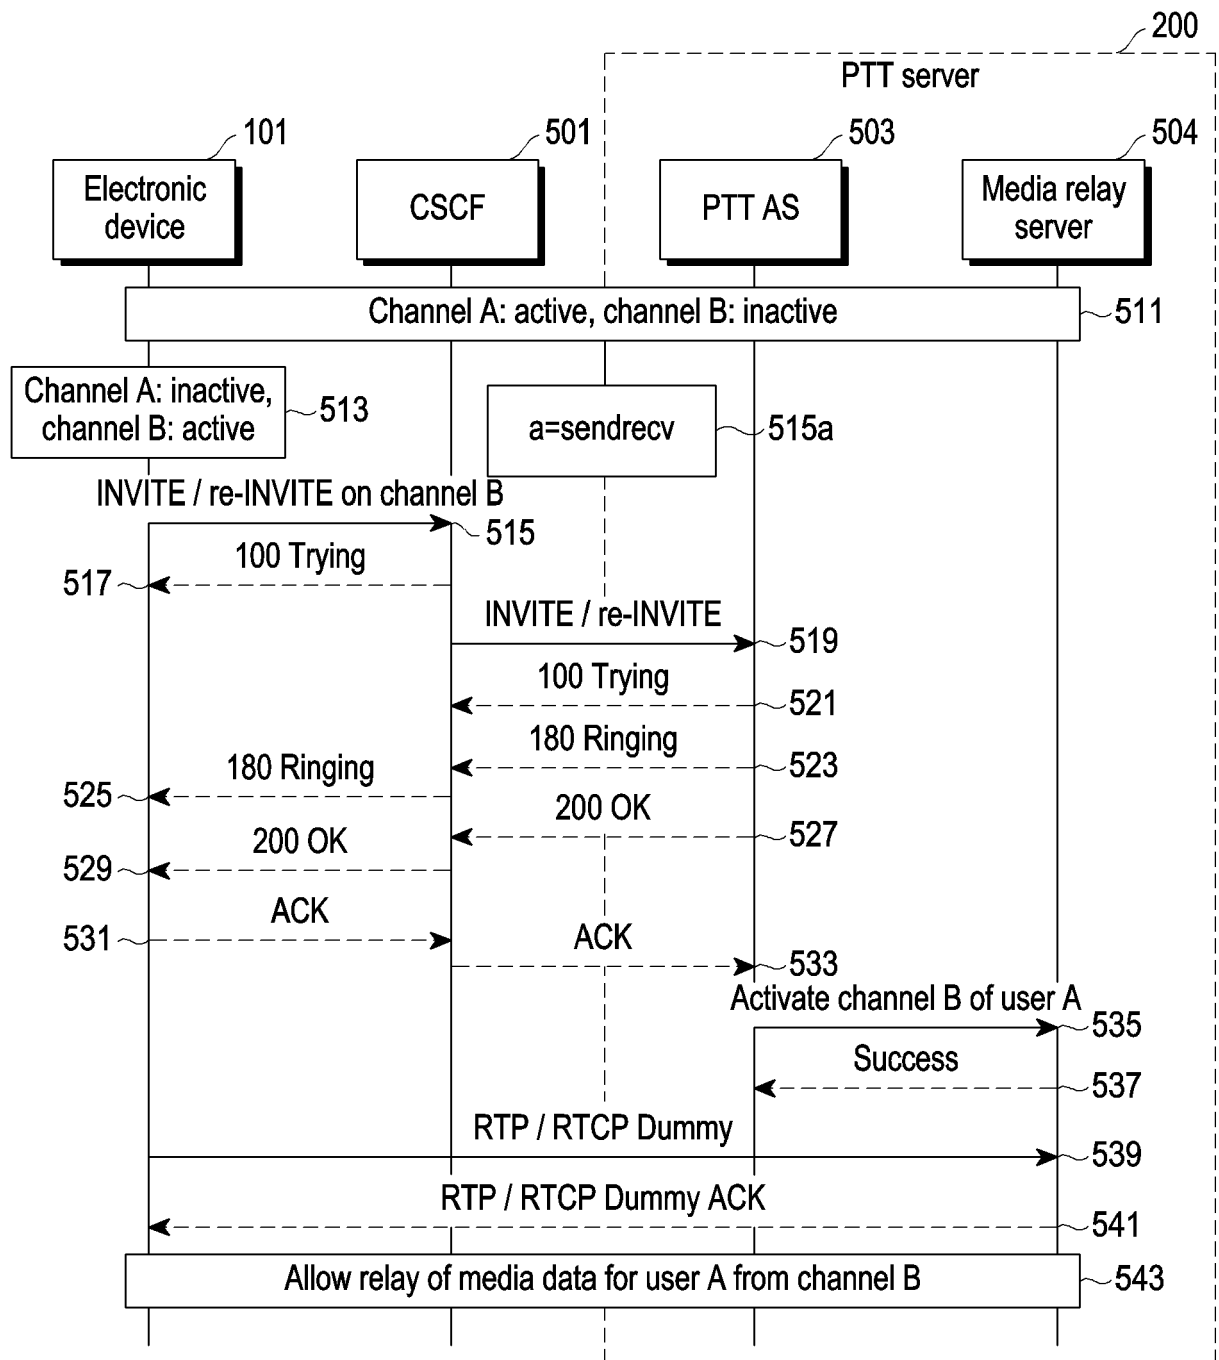 200
PTT server
101
501
503
504
Electronic
device
CSCF
PTT AS
Media relay
server
Channel A: active, channel B: inactive
511
Channel A: inactive,
channel B: active
513
a=sendrecv
515a
INVITE / re-INVITE on channel B
515
100 Trying
517
INVITE / re-INVITE
519
100 Trying
521
180 Ringing
523
180 Ringing
525
200 OK
527
200 OK
529
ACK
531
ACK
533
Activate channel B of user A
535
Success
537
RTP / RTCP Dummy
539
RTP / RTCP Dummy ACK
541
Allow relay of media data for user A from channel B
543